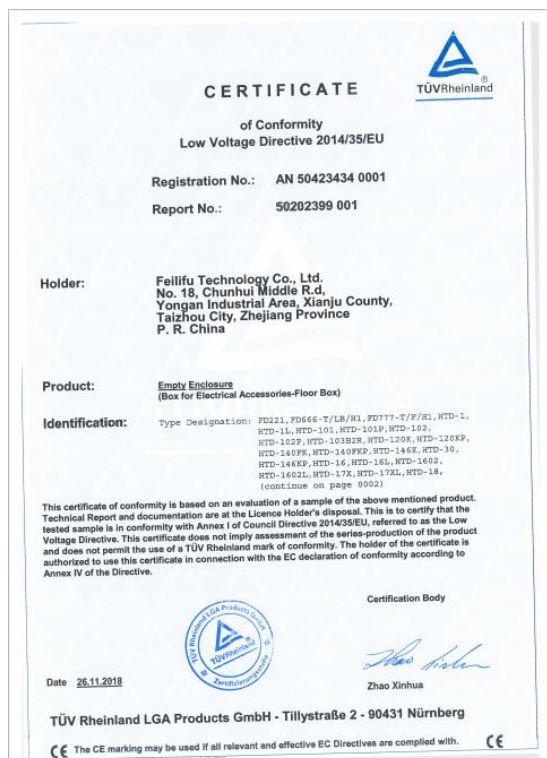 TÜVRheinland
®
CERTIFICATE
of Conformity
Low Voltage Directive 2014/35/EU
Registration No.: AN 50423434 0001
Report No.: 50202399 001
Holder: Feilifu Technology Co., Ltd.
No. 18, Chunhui Middle R.d,
Yongan Industrial Area, Xianju County,
Taizhou City, Zhejiang Province
P. R. China
Product: Empty Enclosure
(Box for Electrical Accessories-Floor Box)
Identification: Type Designation: FD221,FD666-T/LB/H1,FD777-T/F/H1,HTD-1,
HTD-1L,HTD-101,HTD-101P,HTD-102,
HTD-102P,HTD-103B2R,HTD-120K,HTD-120KP,
HTD-140FK,HTD-140FKP,HTD-146K,HTD-30,
HTD-146KP,HTD-16,HTD-16L,HTD-1602,
HTD-1602L,HTD-17X,HTD-17XL,HTD-18,
(continue on page 0002)
This certificate of conformity is based on an evaluation of a sample of the above mentioned product.
Technical Report and documentation are at the Licence Holder's disposal. This is to certify that the
tested sample is in conformity with Annex I of Council Directive 2014/35/EU, referred to as the Low
Voltage Directive. This certificate does not imply assessment of the series-production of the product
and does not permit the use of a TÜV Rheinland mark of conformity. The holder of the certificate is
authorized to use this certificate in connection with the EC declaration of conformity according to
Annex IV of the Directive.
Certification Body
TÜV Rheinland LGA Products GmbH
TÜVRheinland
Zertifizierungsstelle
Date 26.11.2018
Zhao Xinhua
TÜV Rheinland LGA Products GmbH - Tillystraße 2 - 90431 Nürnberg
CE The CE marking may be used if all relevant and effective EC Directives are complied with. CE